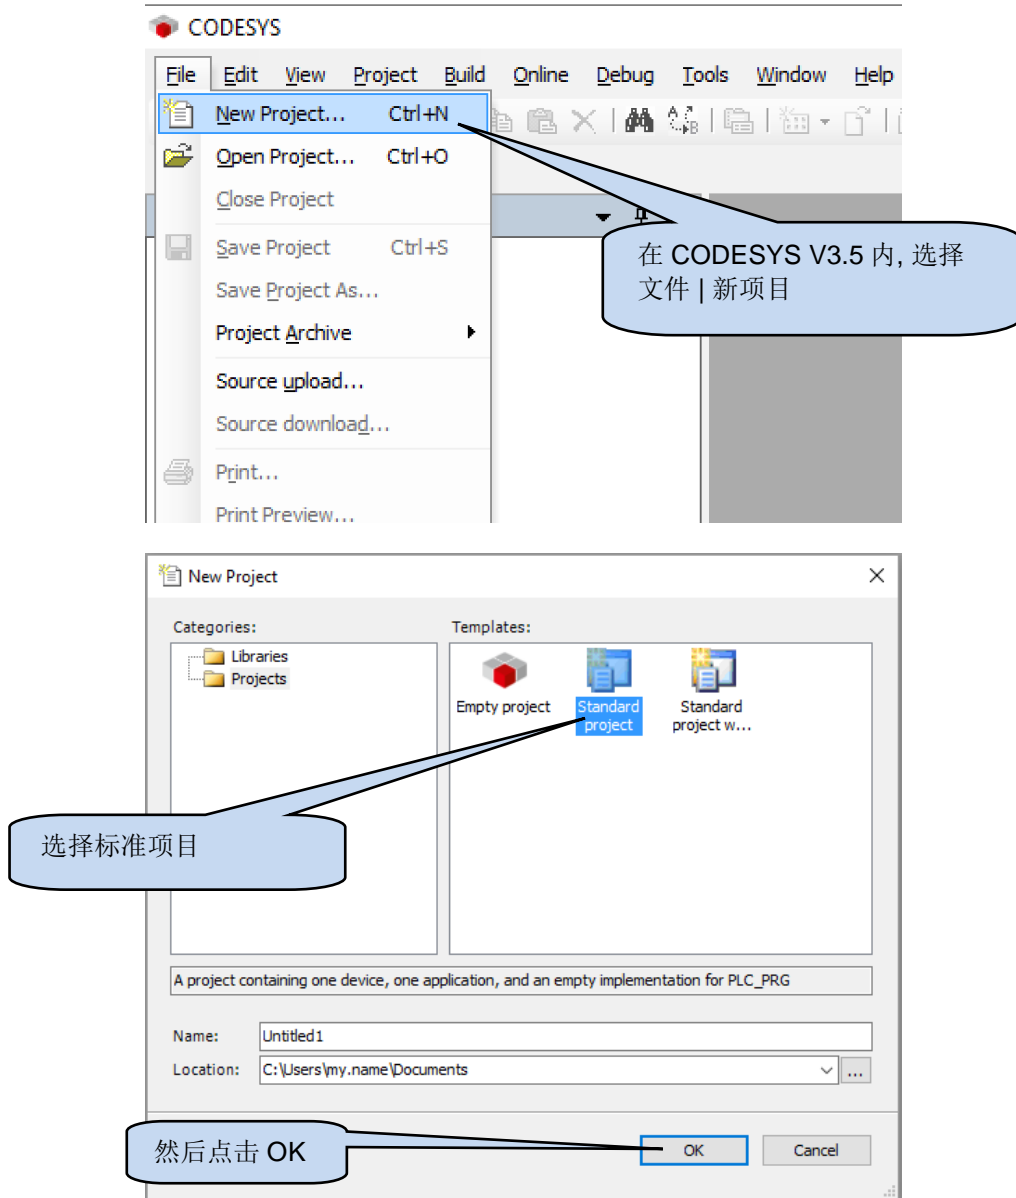 CODESYS
File Edit View Project Build Online Debug Tools Window Help
New Project... Ctrl+N
Open Project... Ctrl+O
Close Project
Save Project Ctrl+S
Save Project As...
Project Archive
Source upload...
Source download...
Print...
Print Preview...
在 CODESYS V3.5 内, 选择
文件 | 新项目
New Project
Categories:
Templates:
Libraries
Projects
Empty project
Standard
project
Standard
project w...
选择标准项目
A project containing one device, one application, and an empty implementation for PLC_PRG
Name: Untitled1
Location: C:\Users\my.name\Documents
...
然后点击 OK
OK
Cancel